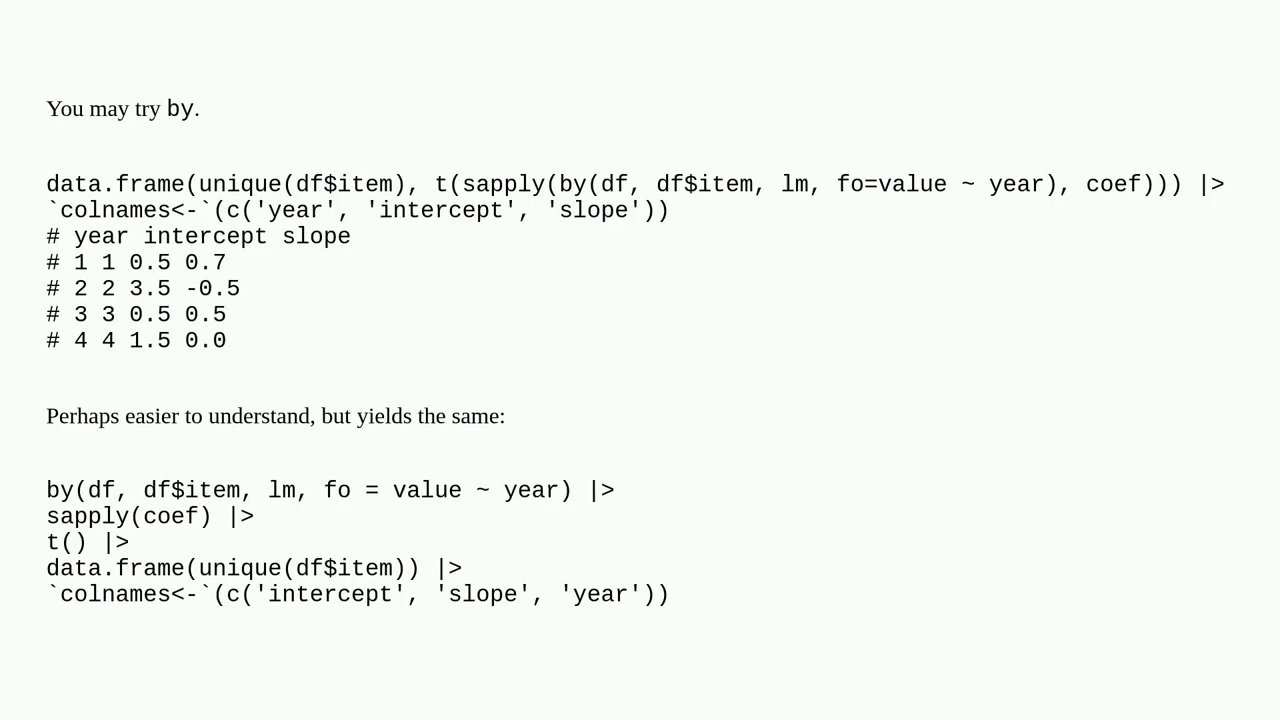 You may try by.
data.frame(unique(df$item), t(sapply(by(df, df$item, lm, fo=value ~ year), coef))) |>
`colnames<-`(c('year', 'intercept', 'slope'))
# year intercept slope
# 1 1 0.5 0.7
# 2 2 3.5 -0.5
# 3 3 0.5 0.5
# 4 4 1.5 0.0
Perhaps easier to understand, but yields the same:
by(df, df$item, lm, fo = value ~ year) |>
sapply(coef) |>
t() |>
data.frame(unique(df$item)) |>
`colnames<-`(c('intercept', 'slope', 'year'))